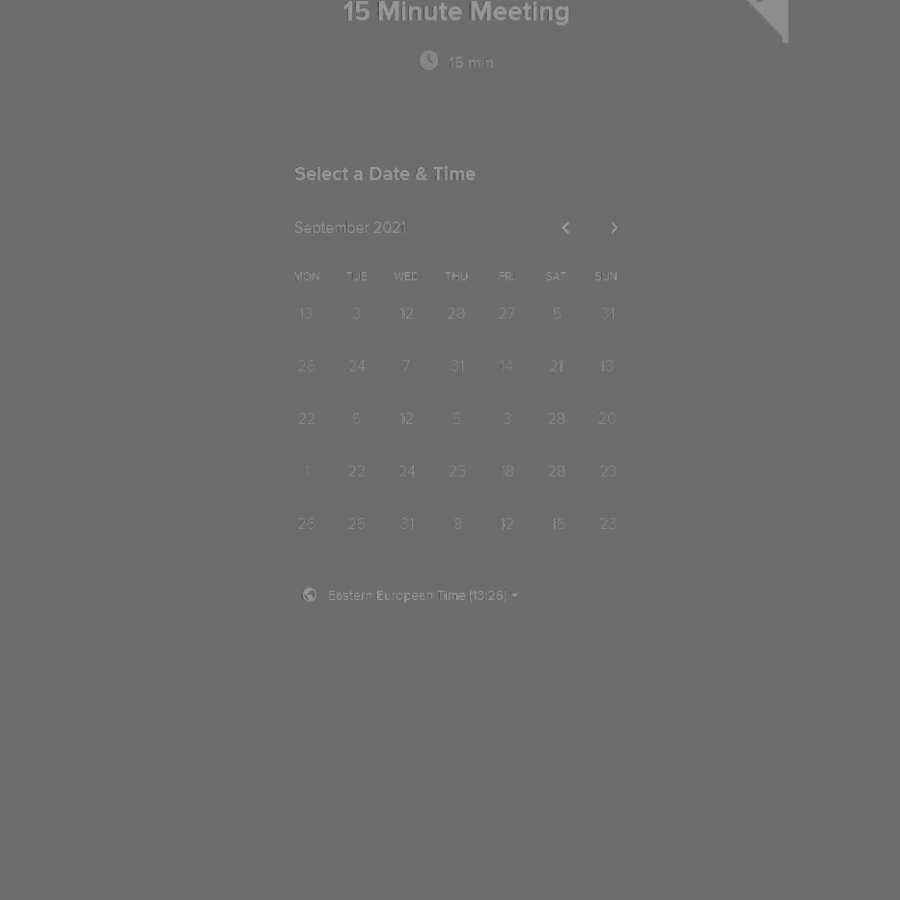 15 Minute Meeting
15 min
Select a Date & Time
September 2021
MON TUE WED THU FRI SAT SUN
13 3 12 28 27 5 31
26 24 7 31 14 21 13
22 6 12 5 3 28 20
1 22 24 25 18 28 23
26 26 31 8 12 15 23
Eastern European Time (13:26)